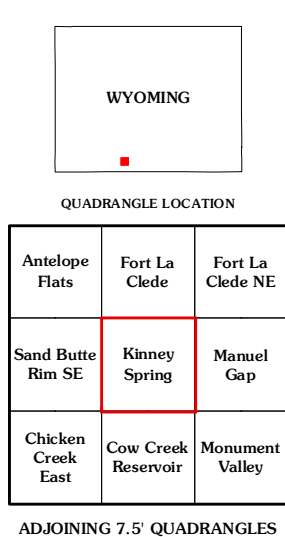 WYOMING
QUADRANGLE LOCATION
Antelope
Flats
Fort La
Clede
Fort La
Clede NE
Sand Butte
Rim SE
Kinney
Spring
Manuel
Gap
Chicken
Creek
East
Cow Creek
Reservoir
Monument
Valley
ADJOINING 7.5' QUADRANGLES